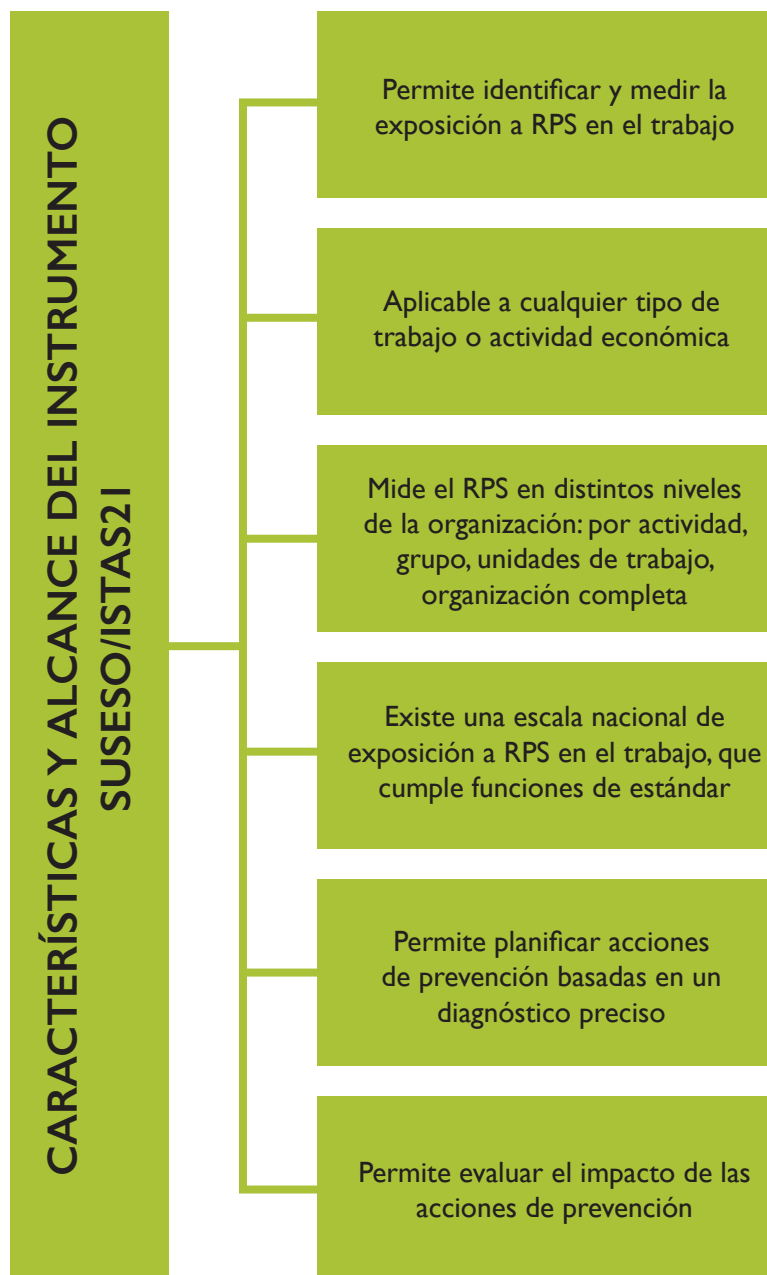 CARACTERÍSTICAS Y ALCANCE DEL INSTRUMENTO
SUSESO/ISTAS21
Permite identificar y medir la
exposición a RPS en el trabajo
Aplicable a cualquier tipo de
trabajo o actividad económica
Mide el RPS en distintos niveles
de la organización: por actividad,
grupo, unidades de trabajo,
organización completa
Existe una escala nacional de
exposición a RPS en el trabajo, que
cumple funciones de estándar
Permite planificar acciones
de prevención basadas en un
diagnóstico preciso
Permite evaluar el impacto de las
acciones de prevención